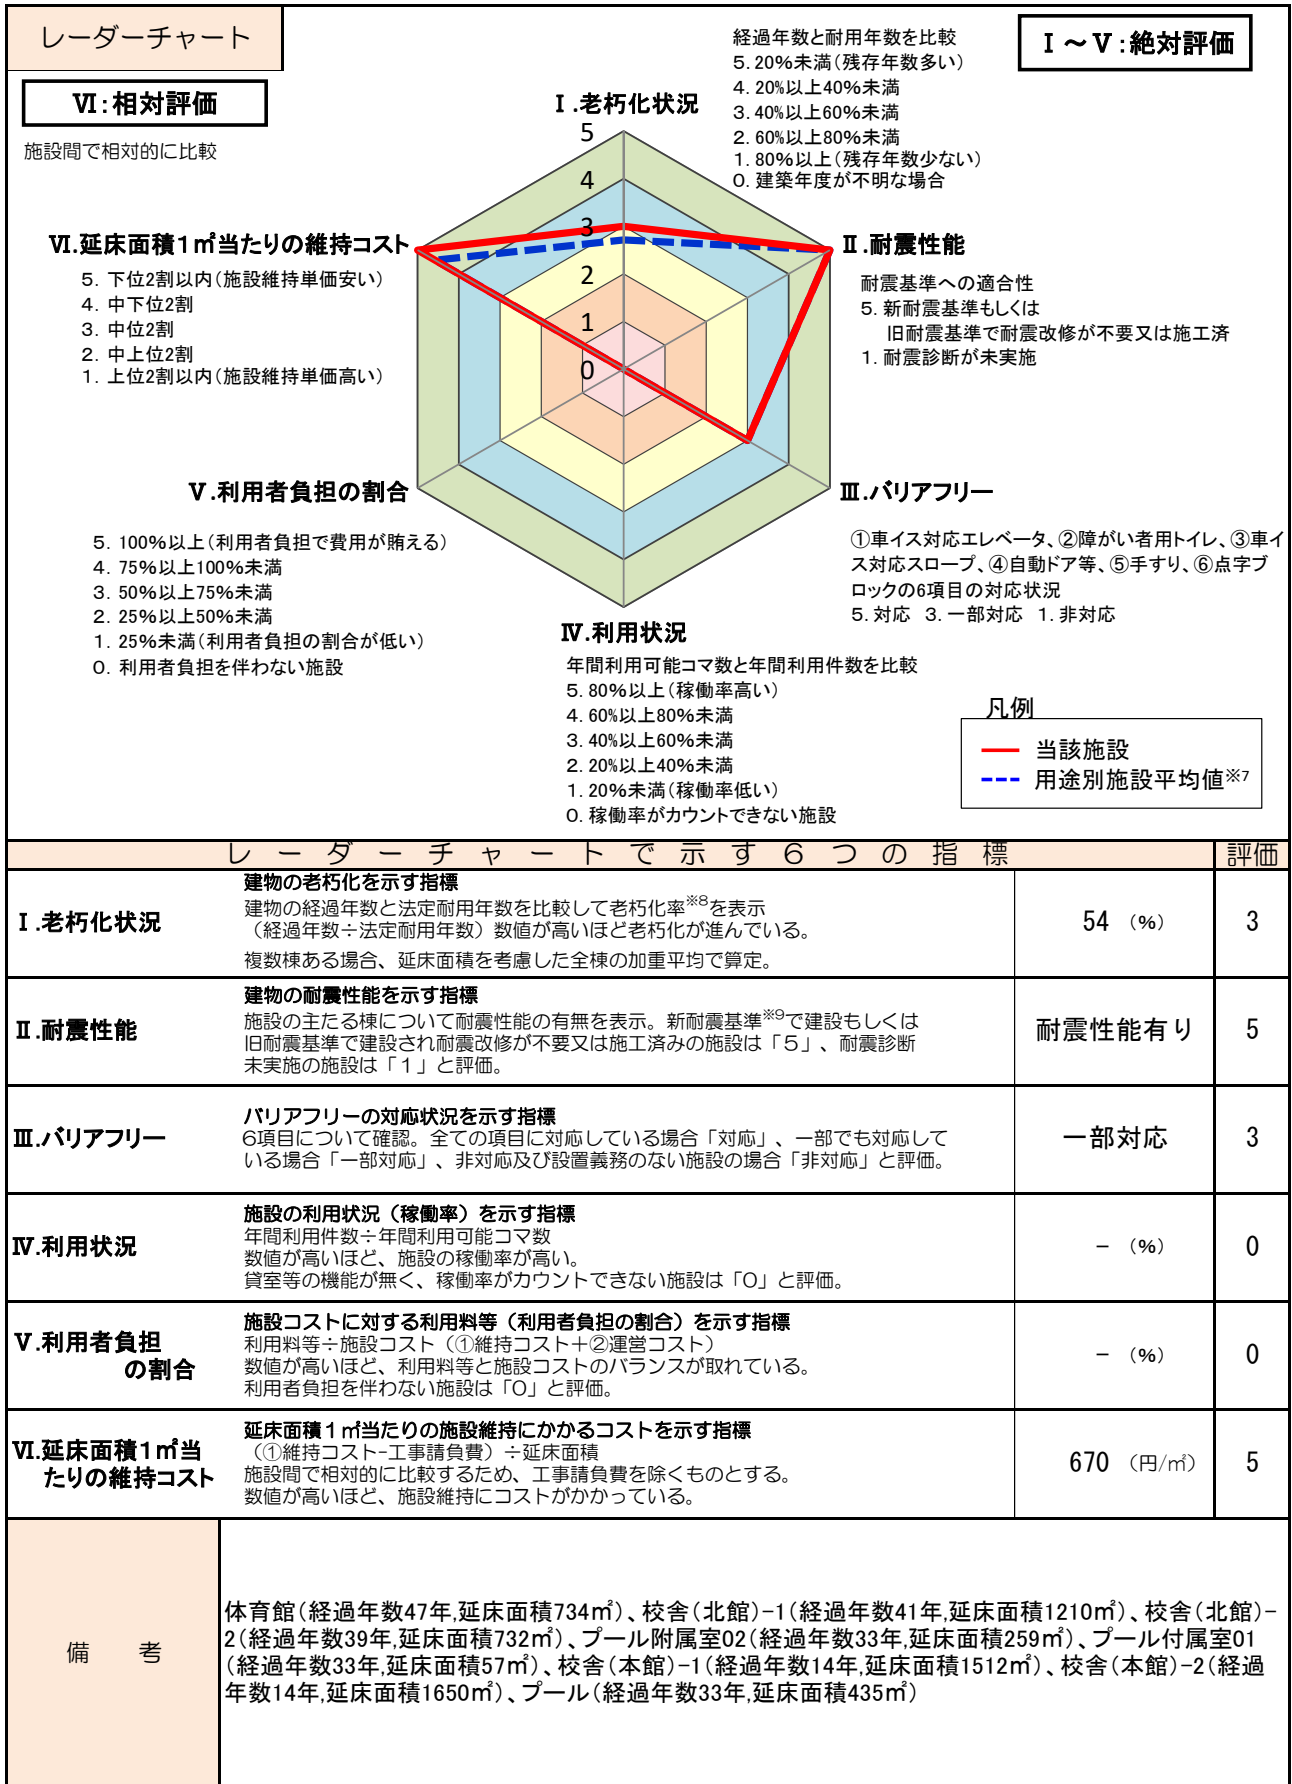 レーダーチャート
Ⅰ～Ⅴ:絶対評価
Ⅵ:相対評価
施設間で相対的に比較
Ⅰ.老朽化状況
経過年数と耐用年数を比較
5.20%未満(残存年数多い)
4.20%以上40%未満
3.40%以上60%未満
2.60%以上80%未満
1.80%以上(残存年数少ない)
0.建築年度が不明な場合
5
4
3
2
1
0
Ⅱ.耐震性能
耐震基準への適合性
5.新耐震基準もしくは
旧耐震基準で耐震改修が不要又は施工済
1.耐震診断が未実施
Ⅵ.延床面積1㎡当たりの維持コスト
5.下位2割以内(施設維持単価安い)
4.中下位2割
3.中位2割
2.中上位2割
1.上位2割以内(施設維持単価高い)
Ⅲ.バリアフリー
①車イス対応エレベータ、②障がい者用トイレ、③車イ
ス対応スロープ、④自動ドア等、⑤手すり、⑥点字ブ
ロックの6項目の対応状況
5.対応 3.一部対応 1.非対応
Ⅴ.利用者負担の割合
5.100%以上(利用者負担で費用が賄える)
4.75%以上100%未満
3.50%以上75%未満
2.25%以上50%未満
1.25%未満(利用者負担の割合が低い)
0.利用者負担を伴わない施設
Ⅳ.利用状況
年間利用可能コマ数と年間利用件数を比較
5.80%以上(稼働率高い)
4.60%以上80%未満
3.40%以上60%未満
2.20%以上40%未満
1.20%未満(稼働率低い)
0.稼働率がカウントできない施設
凡例
当該施設
用途別施設平均値※7
レーダーチャートで示す6つの指標 評価
建物の老朽化を示す指標
Ⅰ.老朽化状況 建物の経過年数と法定耐用年数を比較して老朽化率※8を表示 54 (%) 3
(経過年数÷法定耐用年数)数値が高いほど老朽化が進んでいる。
複数棟ある場合、延床面積を考慮した全棟の加重平均で算定。
建物の耐震性能を示す指標
Ⅱ.耐震性能 施設の主たる棟について耐震性能の有無を表示。新耐震基準※9で建設もしくは 耐震性能有り 5
旧耐震基準で建設され耐震改修が不要又は施工済みの施設は「5」、耐震診断
未実施の施設は「1」と評価。
バリアフリーの対応状況を示す指標
Ⅲ.バリアフリー 6項目について確認。全ての項目に対応している場合「対応」、一部でも対応して 一部対応 3
いる場合「一部対応」、非対応及び設置義務のない施設の場合「非対応」と評価。
施設の利用状況(稼働率)を示す指標
Ⅳ.利用状況 年間利用件数÷年間利用可能コマ数 - (%) 0
数値が高いほど、施設の稼働率が高い。
貸室等の機能が無く、稼働率がカウントできない施設は「0」と評価。
施設コストに対する利用料等(利用者負担の割合)を示す指標
Ⅴ.利用者負担 利用料等÷施設コスト(①維持コスト+②運営コスト) - (%) 0
の割合 数値が高いほど、利用料等と施設コストのバランスが取れている。
利用者負担を伴わない施設は「0」と評価。
延床面積1㎡当たりの施設維持にかかるコストを示す指標
Ⅵ.延床面積1㎡当 (①維持コスト-工事請負費)÷延床面積 670 (円/㎡) 5
たりの維持コスト 施設間で相対的に比較するため、工事請負費を除くものとする。
数値が高いほど、施設維持にコストがかかっている。
備 考
体育館(経過年数47年,延床面積734㎡)、校舎(北館)-1(経過年数41年,延床面積1210㎡)、校舎(北館)-
2(経過年数39年,延床面積732㎡)、プール附属室02(経過年数33年,延床面積259㎡)、プール付属室01
(経過年数33年,延床面積57㎡)、校舎(本館)-1(経過年数14年,延床面積1512㎡)、校舎(本館)-2(経過
年数14年,延床面積1650㎡)、プール(経過年数33年,延床面積435㎡)